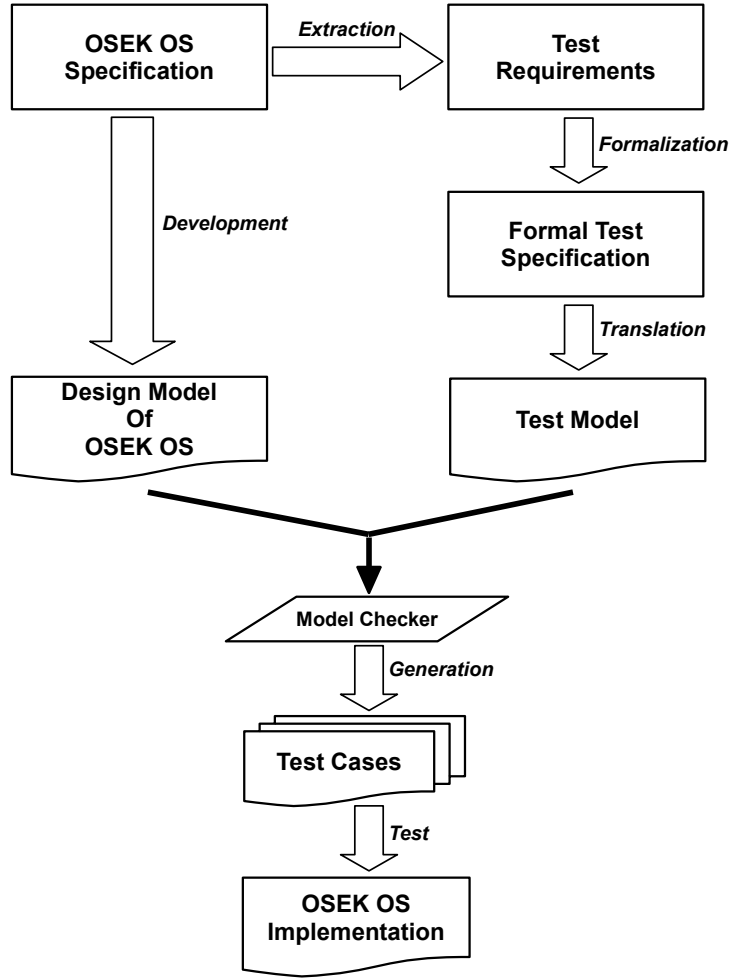 OSEK OS
Specification
Extraction
Test
Requirements
Formalization
Development
Formal Test
Specification
Translation
Design Model
Of
OSEK OS
Test Model
Model Checker
Generation
Test Cases
Test
OSEK OS
Implementation